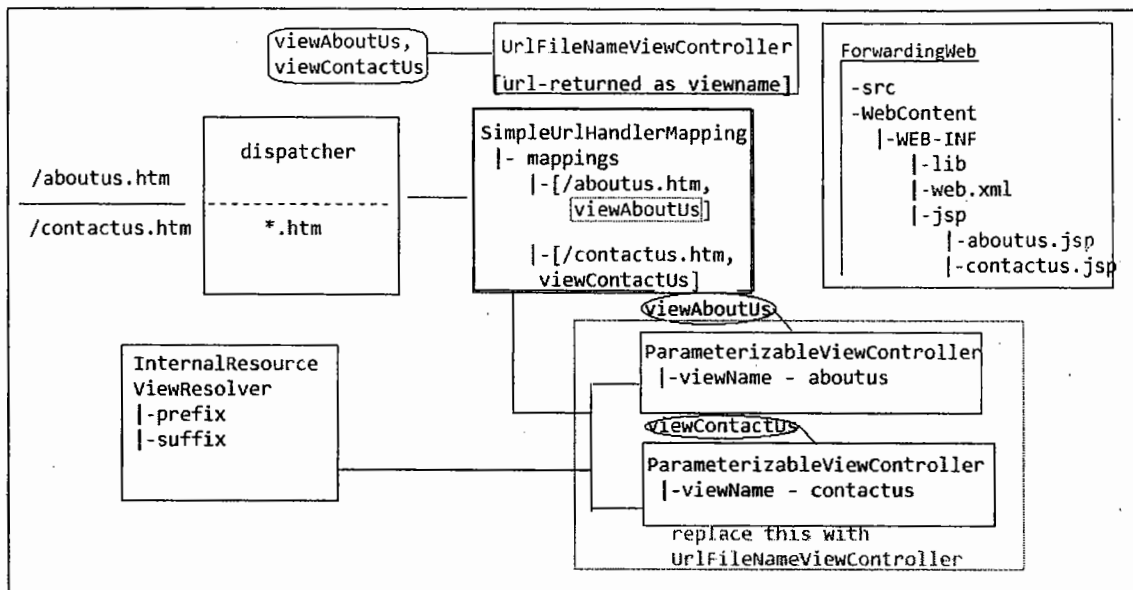 viewAboutUs,
viewContactUs
UrlFileNameViewController
[url-returned as viewname]
ForwardingWeb
-src
-WebContent
|-WEB-INF
|-lib
|-web.xml
|-jsp
|-aboutus.jsp
|-contactus.jsp
/aboutus.htm
/contactus.htm
dispatcher
*.htm
SimpleUrlHandlerMapping
|- mappings
|-[/aboutus.htm,
viewAboutUs]
|-[/contactus.htm,
viewContactUs]
InternalResource
ViewResolver
|-prefix
|-suffix
viewAboutUs
ParameterizableViewController
|-viewName - aboutus
viewContactUs
ParameterizableViewController
|-viewName - contactus
replace this with
UrlFileNameViewController